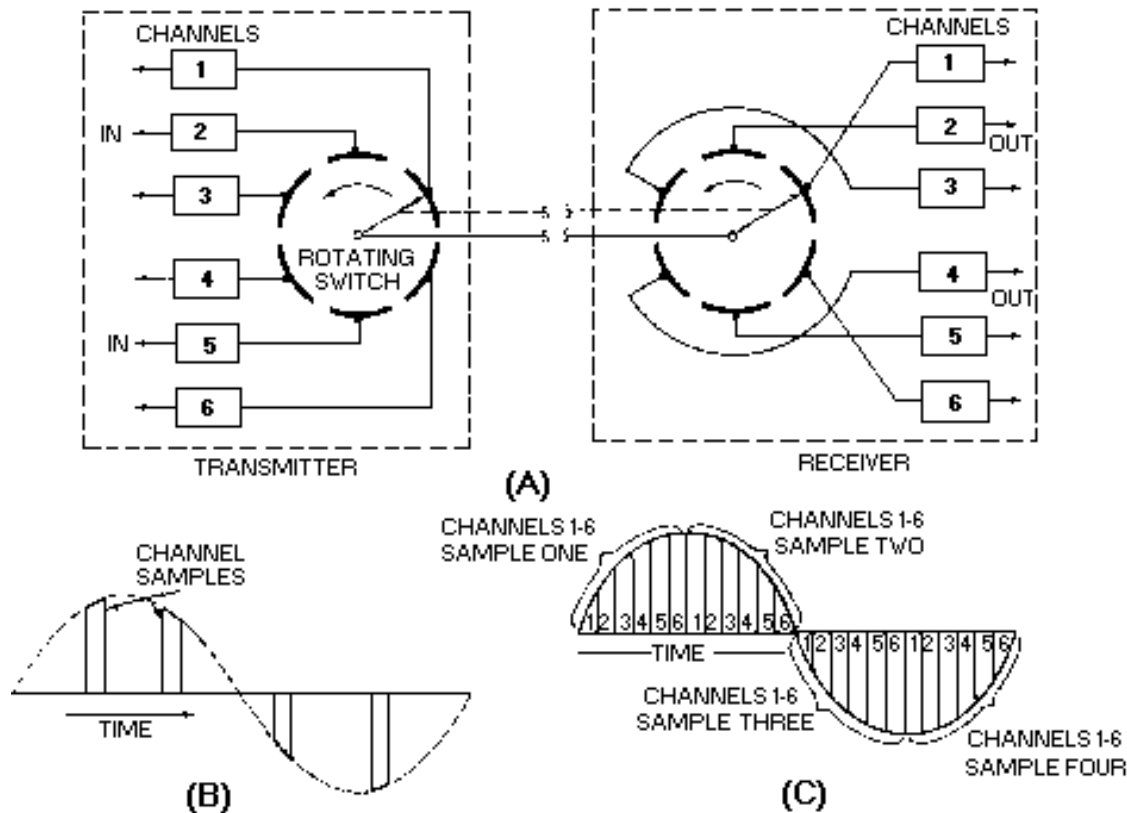 CHANNELS
1
IN
2
3
4
IN
5
6
ROTATING
SWITCH
TRANSMITTER
CHANNELS
1
2
OUT
3
4
OUT
5
6
RECEIVER
(A)
CHANNEL
SAMPLES
TIME
(B)
CHANNELS 1-6
SAMPLE ONE
CHANNELS 1-6
SAMPLE TWO
1 2 3 4 5 6 1 2 3 4 5 6
TIME
1 2 3 4 5 6 1 2 3 4 5 6
CHANNELS 1-6
SAMPLE THREE
CHANNELS 1-6
SAMPLE FOUR
(C)